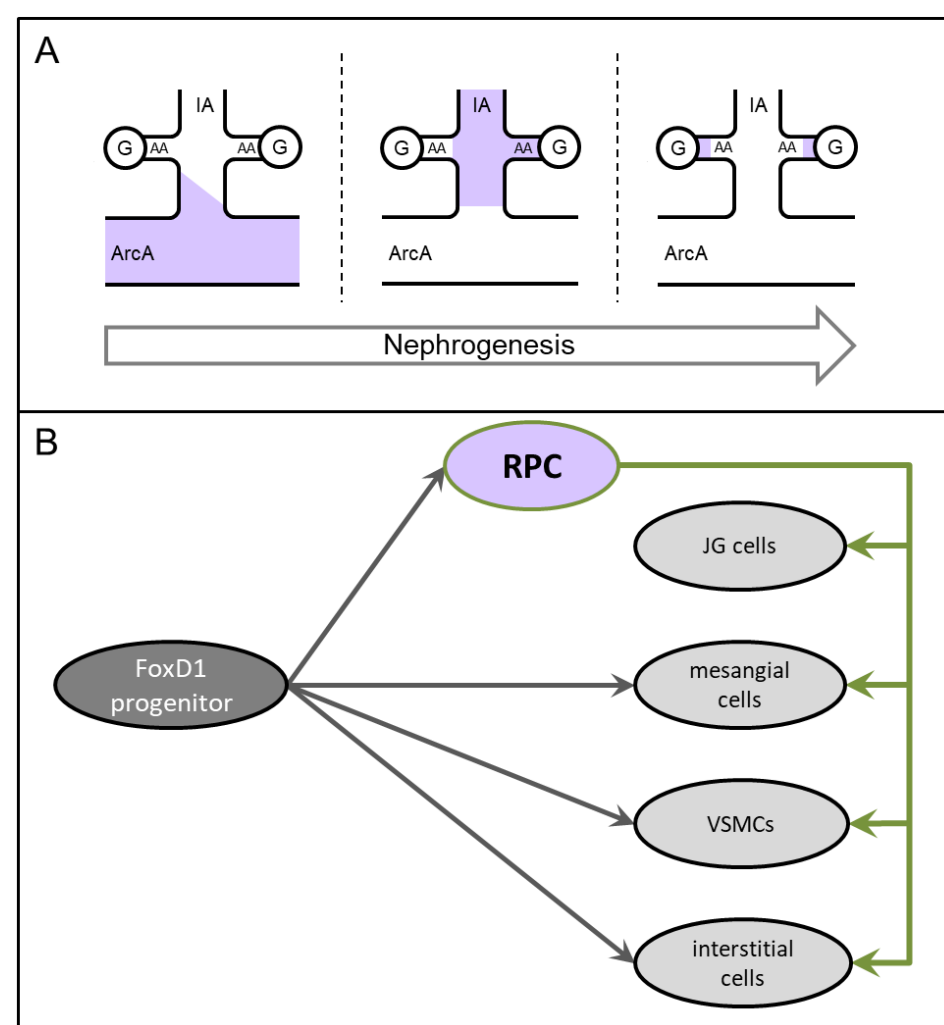 A
IA
IA
IA
G
AA
AA
G
G
AA
AA
G
G
AA
AA
G
ArcA
ArcA
ArcA
Nephrogenesis
B
RPC
JG cells
FoxD1
progenitor
mesangial
cells
VSMCs
interstitial
cells